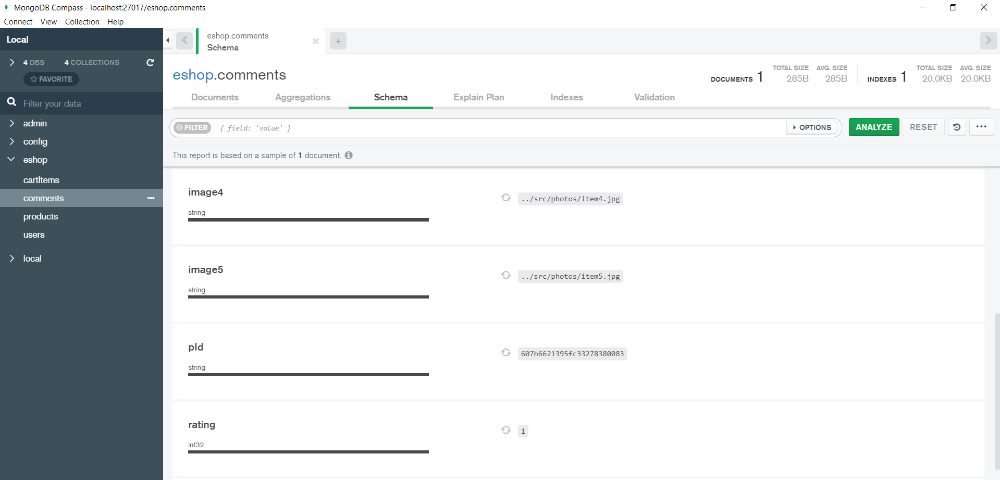 MongoDB Compass - localhost:27017/eshop.comments
Connect View Collection Help
Local
4 DBS 4 COLLECTIONS
FAVORITE
Filter your data
admin
config
eshop
cartItems
comments
products
users
local
eshop.comments
Schema
eshop.comments
DOCUMENTS 1 TOTAL SIZE 285B AVG. SIZE 285B INDEXES 1 TOTAL SIZE 20.0KB AVG. SIZE 20.0KB
Documents Aggregations Schema Explain Plan Indexes Validation
FILTER { field: 'value' } OPTIONS ANALYZE RESET
This report is based on a sample of 1 document.
image4
string
../src/photos/item4.jpg
image5
string
../src/photos/item5.jpg
pId
string
607b6621395fc33278380083
rating
int32
1